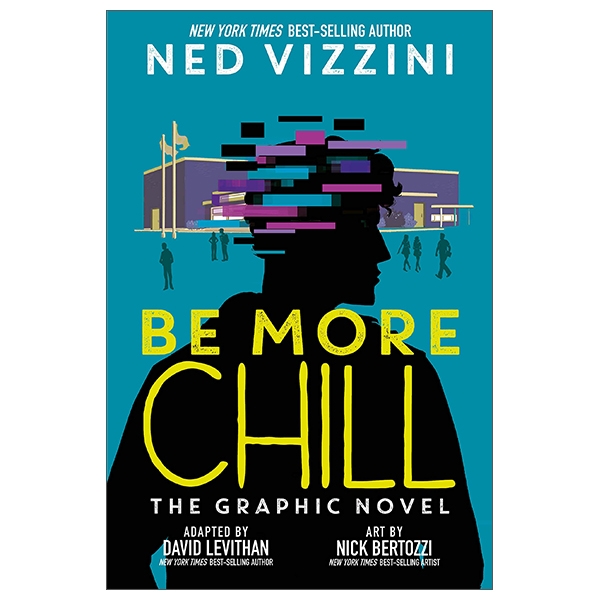 NEW YORK TIMES BEST-SELLING AUTHOR
NED VIZZINI
BE MORE
CHILL
THE GRAPHIC NOVEL
ADAPTED BY
DAVID LEVITHAN
NEW YORK TIMES BEST-SELLING AUTHOR
ART BY
NICK BERTOZZI
NEW YORK TIMES BEST-SELLING ARTIST